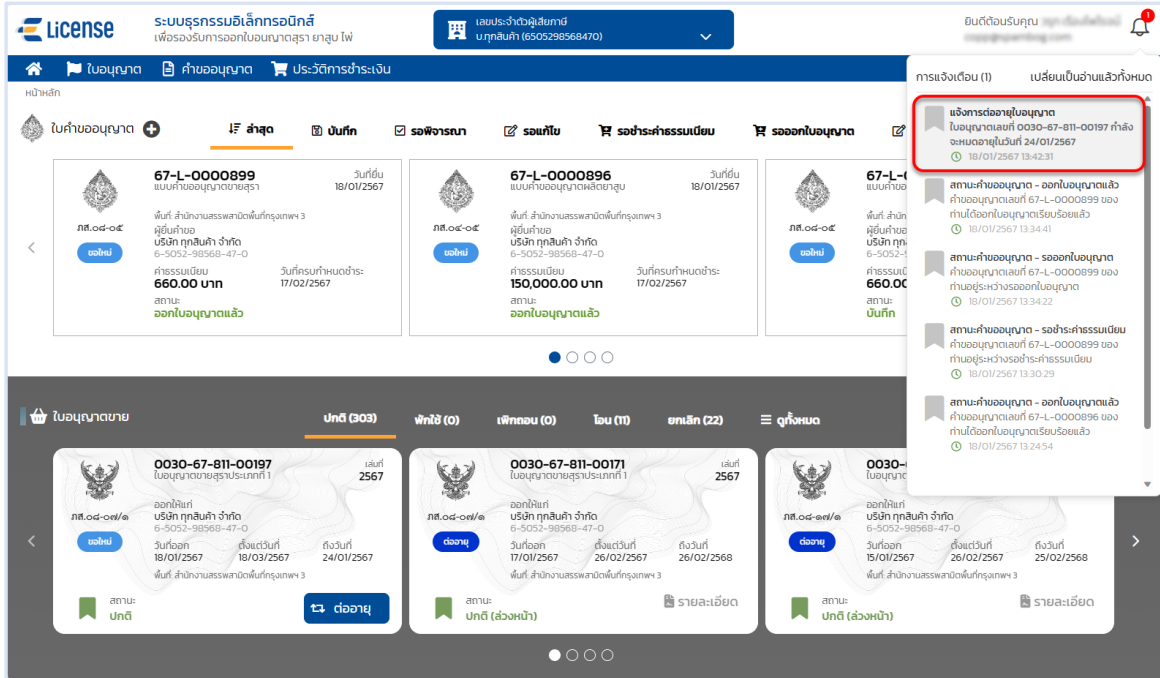 LICENSE
ระบบธุรกรรมอิเล็กทรอนิกส์
เพื่อรองรับการออกใบอนุญาตสุรา ยาสูบ ไพ่
เลขประจำตัวผู้เสียภาษี
บ.ทุกสินค้า (6505298568470)
ยินดีต้อนรับคุณ
1
ใบอนุญาต
คำขออนุญาต
ประวัติการชำระเงิน
หน้าหลัก
การแจ้งเตือน (1)
เปลี่ยนเป็นอ่านแล้วทั้งหมด
แจ้งการต่ออายุใบอนุญาต
ใบอนุญาตเลขที่ 0030-67-811-00197 กำลัง
จะหมดอายุในวันที่ 24/01/2567
18/01/2567 13:42:31
สถานะคำขออนุญาต - ออกใบอนุญาตแล้ว
คำขออนุญาตเลขที่ 67-L-0000899 ของ
ท่านได้ออกใบอนุญาตเรียบร้อยแล้ว
18/01/2567 13:34:41
สถานะคำขออนุญาต - รอออกใบอนุญาต
คำขออนุญาตเลขที่ 67-L-0000899 ของ
ท่านอยู่ระหว่างรอออกใบอนุญาต
18/01/2567 13:34:22
สถานะคำขออนุญาต - รอชำระค่าธรรมเนียม
คำขออนุญาตเลขที่ 67-L-0000899 ของ
ท่านอยู่ระหว่างรอชำระค่าธรรมเนียม
18/01/2567 13:30:29
สถานะคำขออนุญาต - ออกใบอนุญาตแล้ว
คำขออนุญาตเลขที่ 67-L-0000896 ของ
ท่านได้ออกใบอนุญาตเรียบร้อยแล้ว
18/01/2567 13:24:54
ใบคำขออนุญาต
ล่าสุด
บันทึก
รอพิจารณา
รอแก้ไข
รอชำระค่าธรรมเนียม
รอออกใบอนุญาต
67-L-0000899
แบบคำขออนุญาตขายสุรา
วันที่ยื่น
18/01/2567
พื้นที่: สำนักงานสรรพสามิตพื้นที่กรุงเทพฯ 3
ภส.๐๘-๐๕
ขอใหม่
ผู้ยื่นคำขอ
บริษัท ทุกสินค้า จำกัด
6-5052-98568-47-0
ค่าธรรมเนียม
660.00 บาท
วันที่ครบกำหนดชำระ
17/02/2567
สถานะ:
ออกใบอนุญาตแล้ว
67-L-0000896
แบบคำขออนุญาตผลิตยาสูบ
วันที่ยื่น
18/01/2567
พื้นที่: สำนักงานสรรพสามิตพื้นที่กรุงเทพฯ 3
ภส.๐๔-๐๕
ขอใหม่
ผู้ยื่นคำขอ
บริษัท ทุกสินค้า จำกัด
6-5052-98568-47-0
ค่าธรรมเนียม
150,000.00 บาท
วันที่ครบกำหนดชำระ
17/02/2567
สถานะ:
ออกใบอนุญาตแล้ว
67-L-
แบบคำขอ
พื้นที่: สำนัก
ภส.๐๘-๐๕
ขอใหม่
ผู้ยื่นคำขอ
บริษัท ทุกสิ
6-5052-
ค่าธรรมเนี
660.00
สถานะ:
บันทึก
ใบอนุญาตขาย
ปกติ (303)
พักใช้ (0)
เพิกถอน (0)
โอน (11)
ยกเลิก (22)
ดูทั้งหมด
0030-67-811-00197
ใบอนุญาตขายสุราประเภทที่ 1
เล่มที่
2567
ออกให้แก่
บริษัท ทุกสินค้า จำกัด
6-5052-98568-47-0
ภส.๐๘-๐๗/๑
ขอใหม่
วันที่ออก
18/01/2567
ตั้งแต่วันที่
18/03/2567
ถึงวันที่
24/01/2567
พื้นที่: สำนักงานสรรพสามิตพื้นที่กรุงเทพฯ 3
สถานะ:
ปกติ
ต่ออายุ
0030-67-811-00171
ใบอนุญาตขายสุราประเภทที่ 1
เล่มที่
2567
ออกให้แก่
บริษัท ทุกสินค้า จำกัด
6-5052-98568-47-0
ภส.๐๘-๐๗/๑
ต่ออายุ
วันที่ออก
17/01/2567
ตั้งแต่วันที่
26/02/2567
ถึงวันที่
26/02/2568
พื้นที่: สำนักงานสรรพสามิตพื้นที่กรุงเทพฯ 3
สถานะ:
ปกติ (ล่วงหน้า)
รายละเอียด
0030-
ใบอนุญาต
ออกให้แก่
บริษัท ทุกสินค้า จำกัด
6-5052-98568-47-0
ภส.๐๘-๑๗/๑
ต่ออายุ
วันที่ออก
15/01/2567
ตั้งแต่วันที่
26/02/2567
ถึงวันที่
25/02/2568
พื้นที่: สำนักงานสรรพสามิตพื้นที่กรุงเทพฯ 3
สถานะ:
ปกติ (ล่วงหน้า)
รายละเอียด